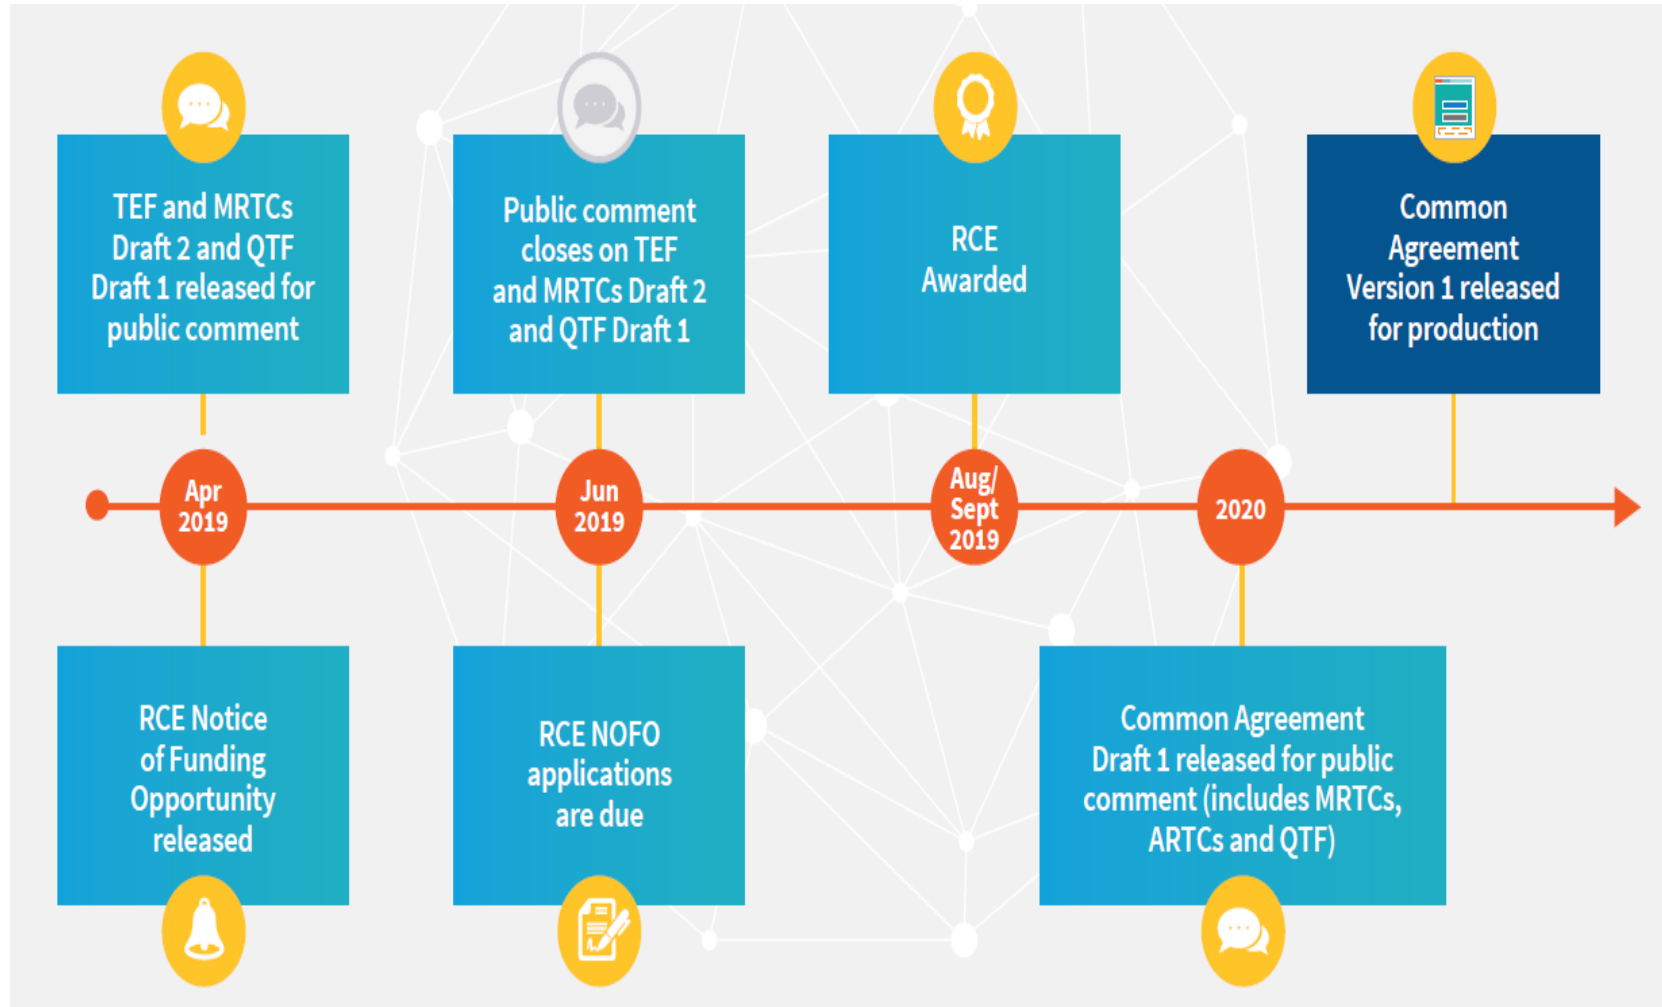 TEF and MRTCs
Draft 2 and QTF
Draft 1 released for
public comment
Public comment
closes on TEF
and MRTCs Draft 2
and QTF Draft 1
RCE
Awarded
Common
Agreement
Version 1 released
for production
Apr
2019
Jun
2019
Aug/
Sept
2019
2020
RCE Notice
of Funding
Opportunity
released
RCE NOFO
applications
are due
Common Agreement
Draft 1 released for public
comment (includes MRTCs,
ARTCs and QTF)